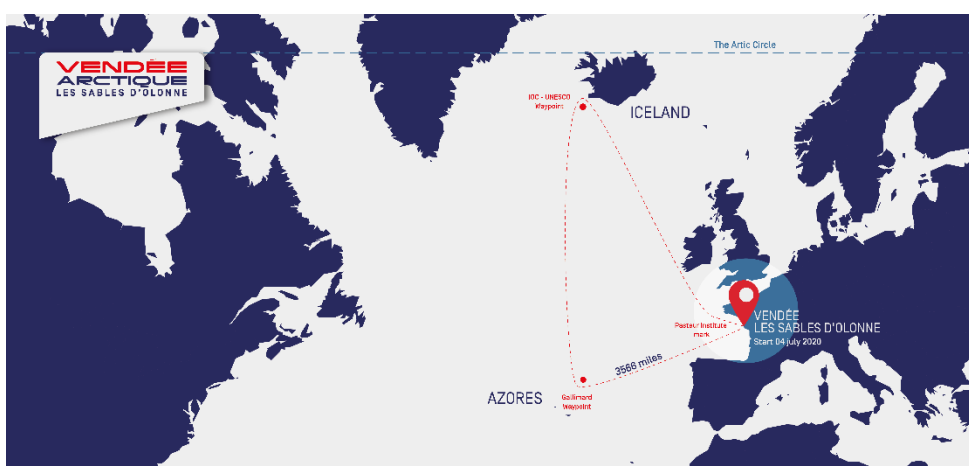 The Artic Circle
VENDÉE
ARCTIQUE
LES SABLES D'OLONNE
IOC - UNESCO
Waypoint
ICELAND
VENDÉE
LES SABLES D'OLONNE
Start 04 july 2020
Pasteur Institute
mark
3566 miles
AZORES
Gallimard
Waypoint